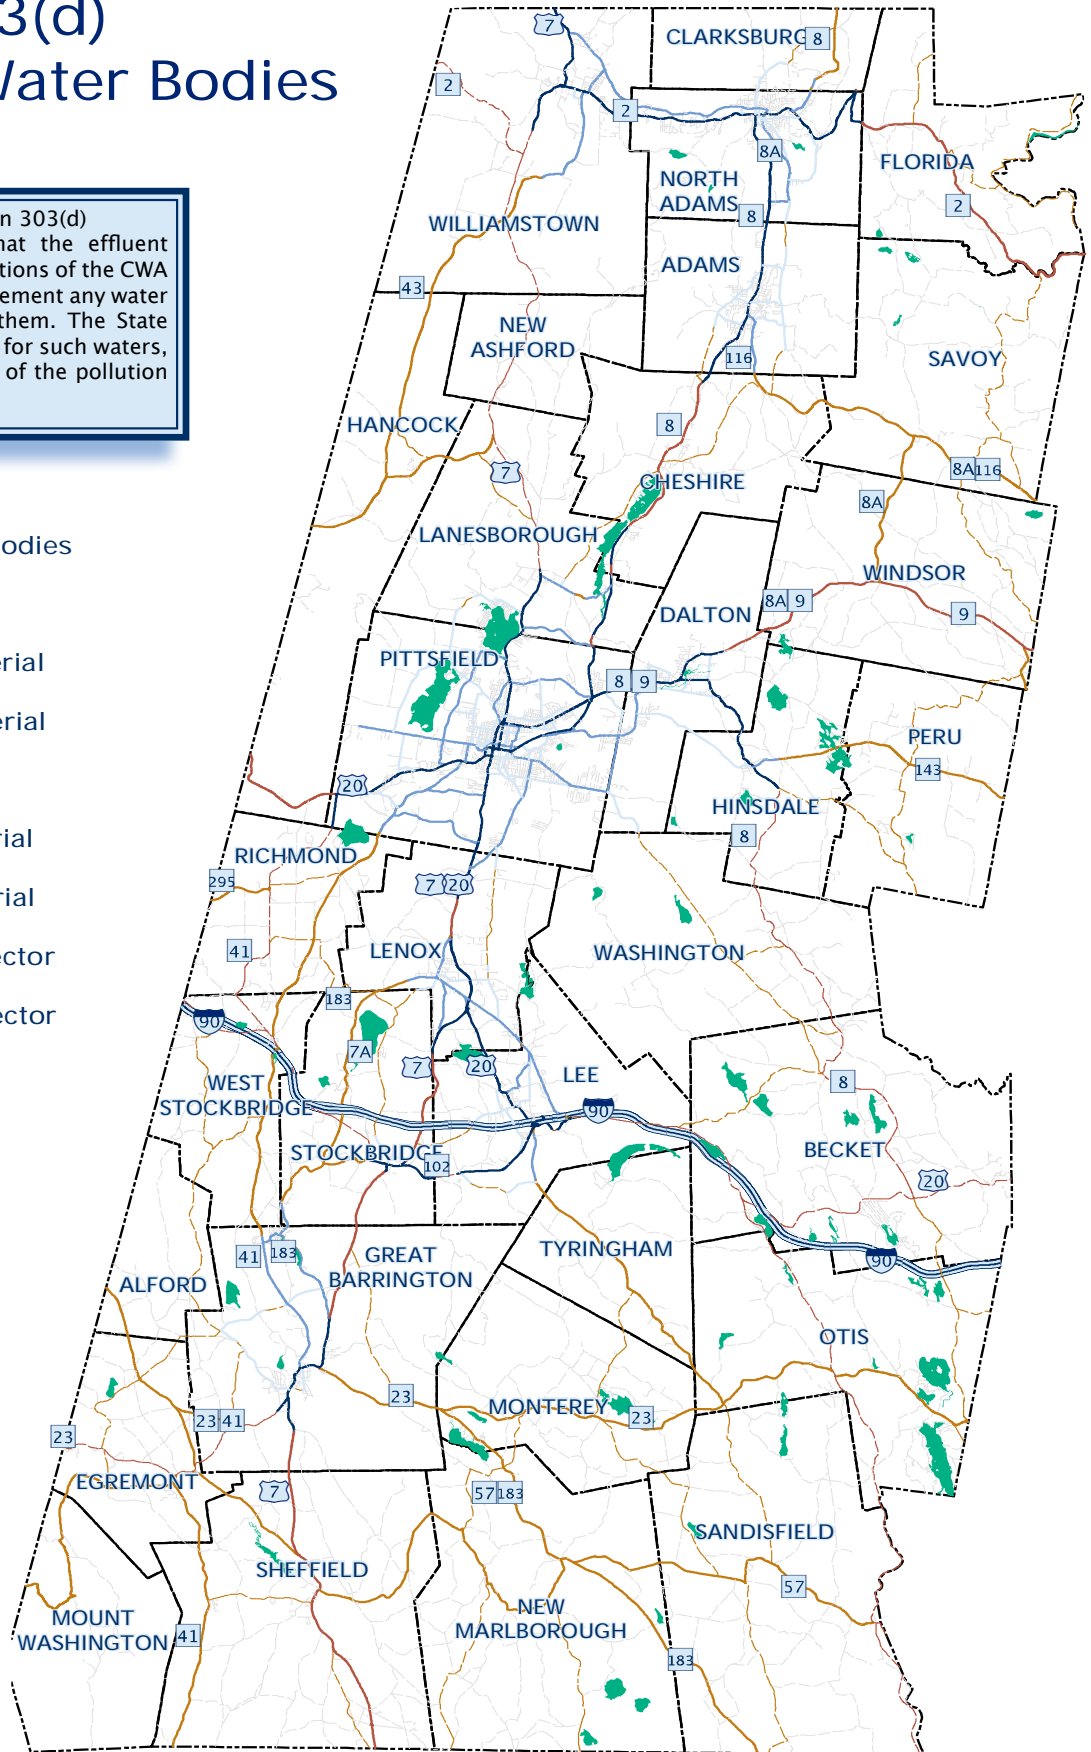 3(d)
Water Bodies
n 303(d)
hat the effluent
tions of the CWA
ement any water
them. The State
for such waters,
of the pollution
odies
erial
erial
rial
rial
ector
ector
7
CLARKSBURG
8
2
2
8A
FLORIDA
NORTH
ADAMS
2
8
WILLIAMSTOWN
ADAMS
43
NEW
ASHFORD
116
SAVOY
HANCOCK
8
7
8A
116
CHESHIRE
8A
LANESBOROUGH
WINDSOR
DALTON
8A
9
9
PITTSFIELD
8
9
PERU
143
20
HINSDALE
8
RICHMOND
295
7
20
41
LENOX
WASHINGTON
183
90
7A
7
20
LEE
WEST
STOCKBRIDGE
8
90
STOCKBRIDGE
102
BECKET
20
41
183
GREAT
BARRINGTON
TYRINGHAM
90
ALFORD
OTIS
23
MONTEREY
23
23
41
23
EGREMONT
7
57
183
SANDISFIELD
SHEFFIELD
57
NEW
MARLBOROUGH
MOUNT
WASHINGTON
41
183